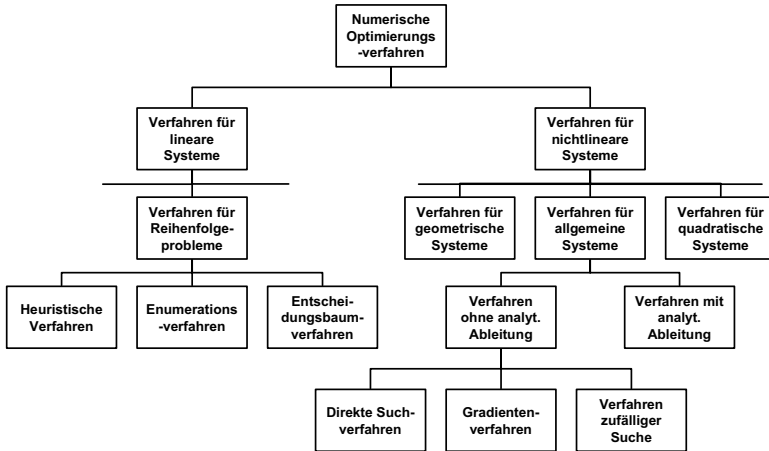 Numerische
Optimierungs
-verfahren
Verfahren für
lineare
Systeme
Verfahren für
nichtlineare
Systeme
Verfahren für
Reihenfolge-
probleme
Verfahren für
geometrische
Systeme
Verfahren für
allgemeine
Systeme
Verfahren für
quadratische
Systeme
Heuristische
Verfahren
Enumerations
-verfahren
Entschei-
dungsbaum-
verfahren
Verfahren
ohne analyt.
Ableitung
Verfahren mit
analyt.
Ableitung
Direkte Such-
verfahren
Gradienten-
verfahren
Verfahren
zufälliger
Suche